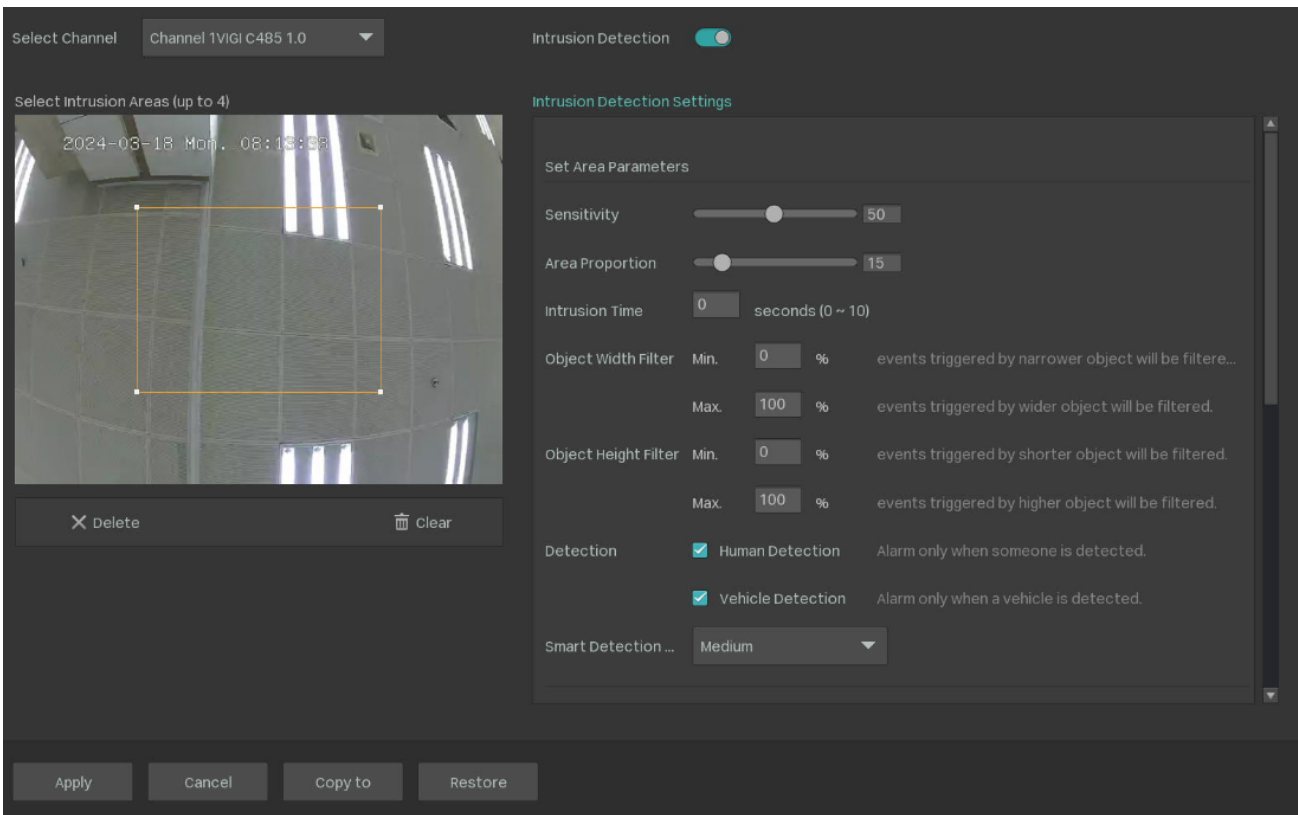 Select Channel Channel 1VIGI C485 1.0 Intrusion Detection
Select Intrusion Areas (up to 4)
2024-03-18 Mon. 08:13:38
Delete Clear
Intrusion Detection Settings
Set Area Parameters
Sensitivity 50
Area Proportion 15
Intrusion Time 0 seconds (0 ~ 10)
Object Width Filter Min. 0 % events triggered by narrower object will be filtere...
Max. 100 % events triggered by wider object will be filtered.
Object Height Filter Min. 0 % events triggered by shorter object will be filtered.
Max. 100 % events triggered by higher object will be filtered.
Detection Human Detection Alarm only when someone is detected.
Vehicle Detection Alarm only when a vehicle is detected.
Smart Detection ... Medium
Apply Cancel Copy to Restore